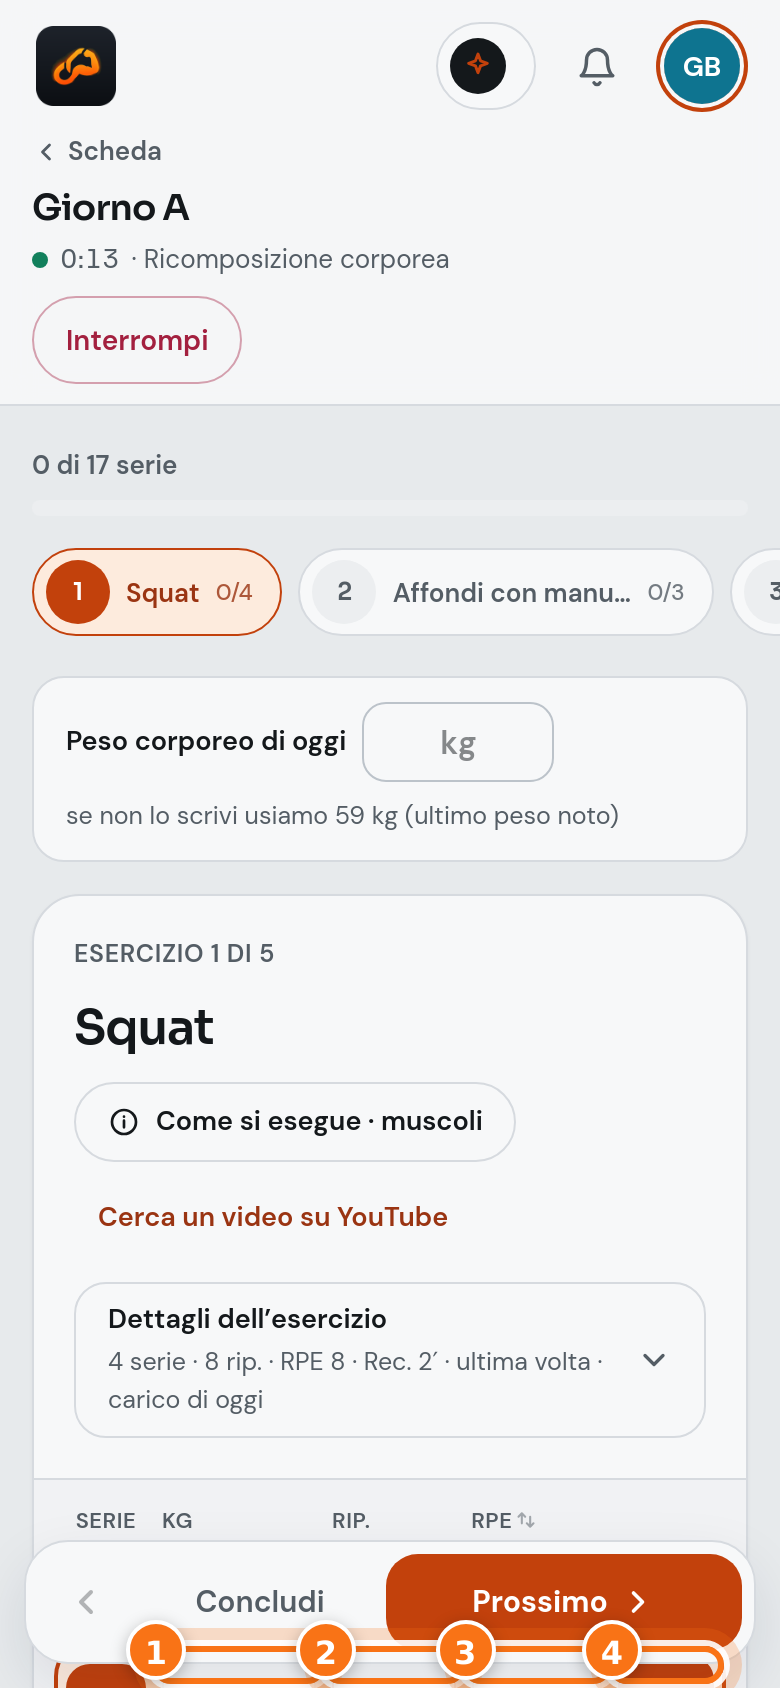 GB
Scheda
Giorno A
0:13 · Ricomposizione corporea
Interrompi
0 di 17 serie
1 Squat 0/4 2 Affondi con manu... 0/3 3
Peso corporeo di oggi kg
se non lo scrivi usiamo 59 kg (ultimo peso noto)
ESERCIZIO 1 DI 5
Squat
Come si esegue · muscoli
Cerca un video su YouTube
Dettagli dell’esercizio
4 serie · 8 rip. · RPE 8 · Rec. 2′ · ultima volta ·
carico di oggi
SERIE KG RIP. RPE
Concludi Prossimo
1 2 3 4